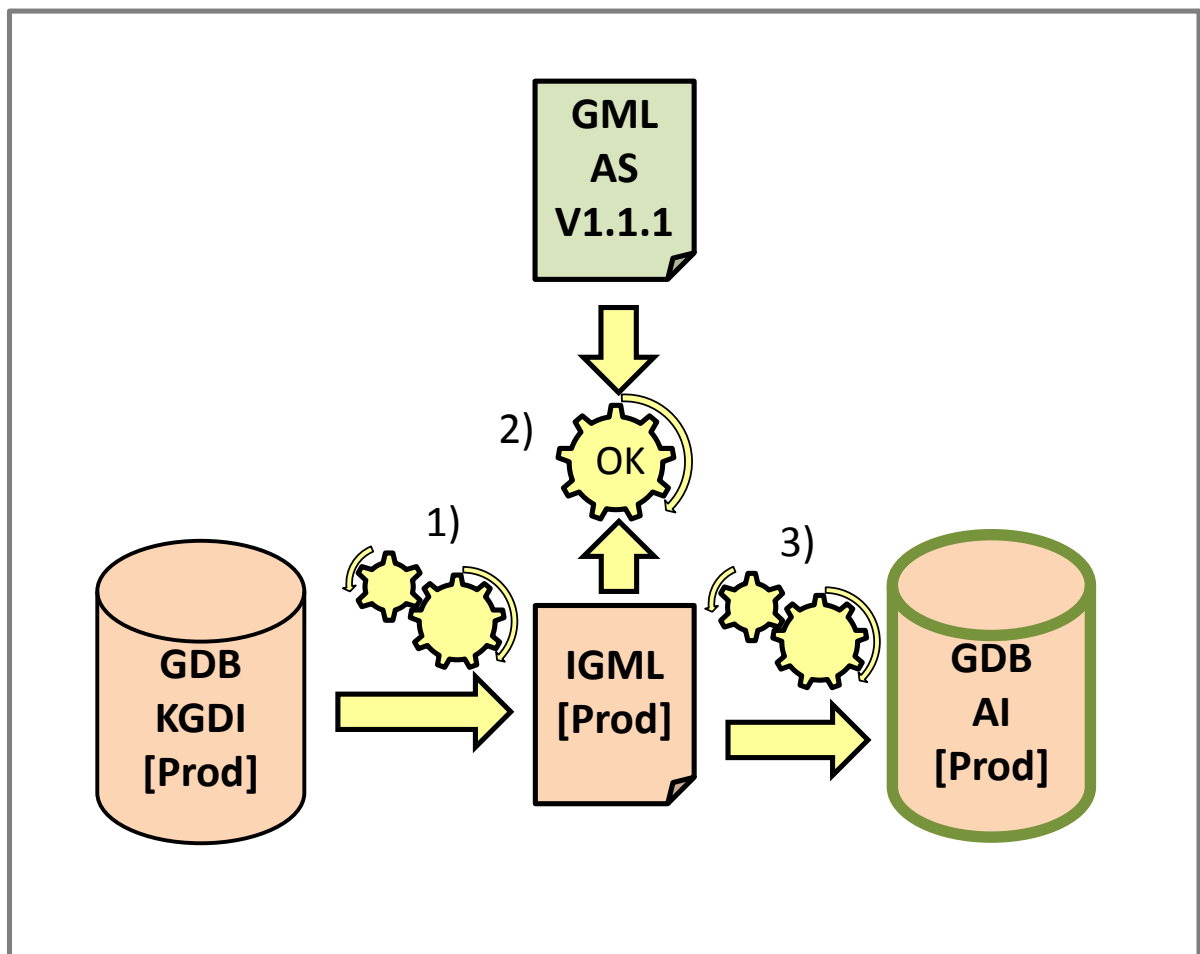 GML
AS
V1.1.1
2)
OK
1)
3)
GDB
KGDI
[Prod]
IGML
[Prod]
GDB
AI
[Prod]